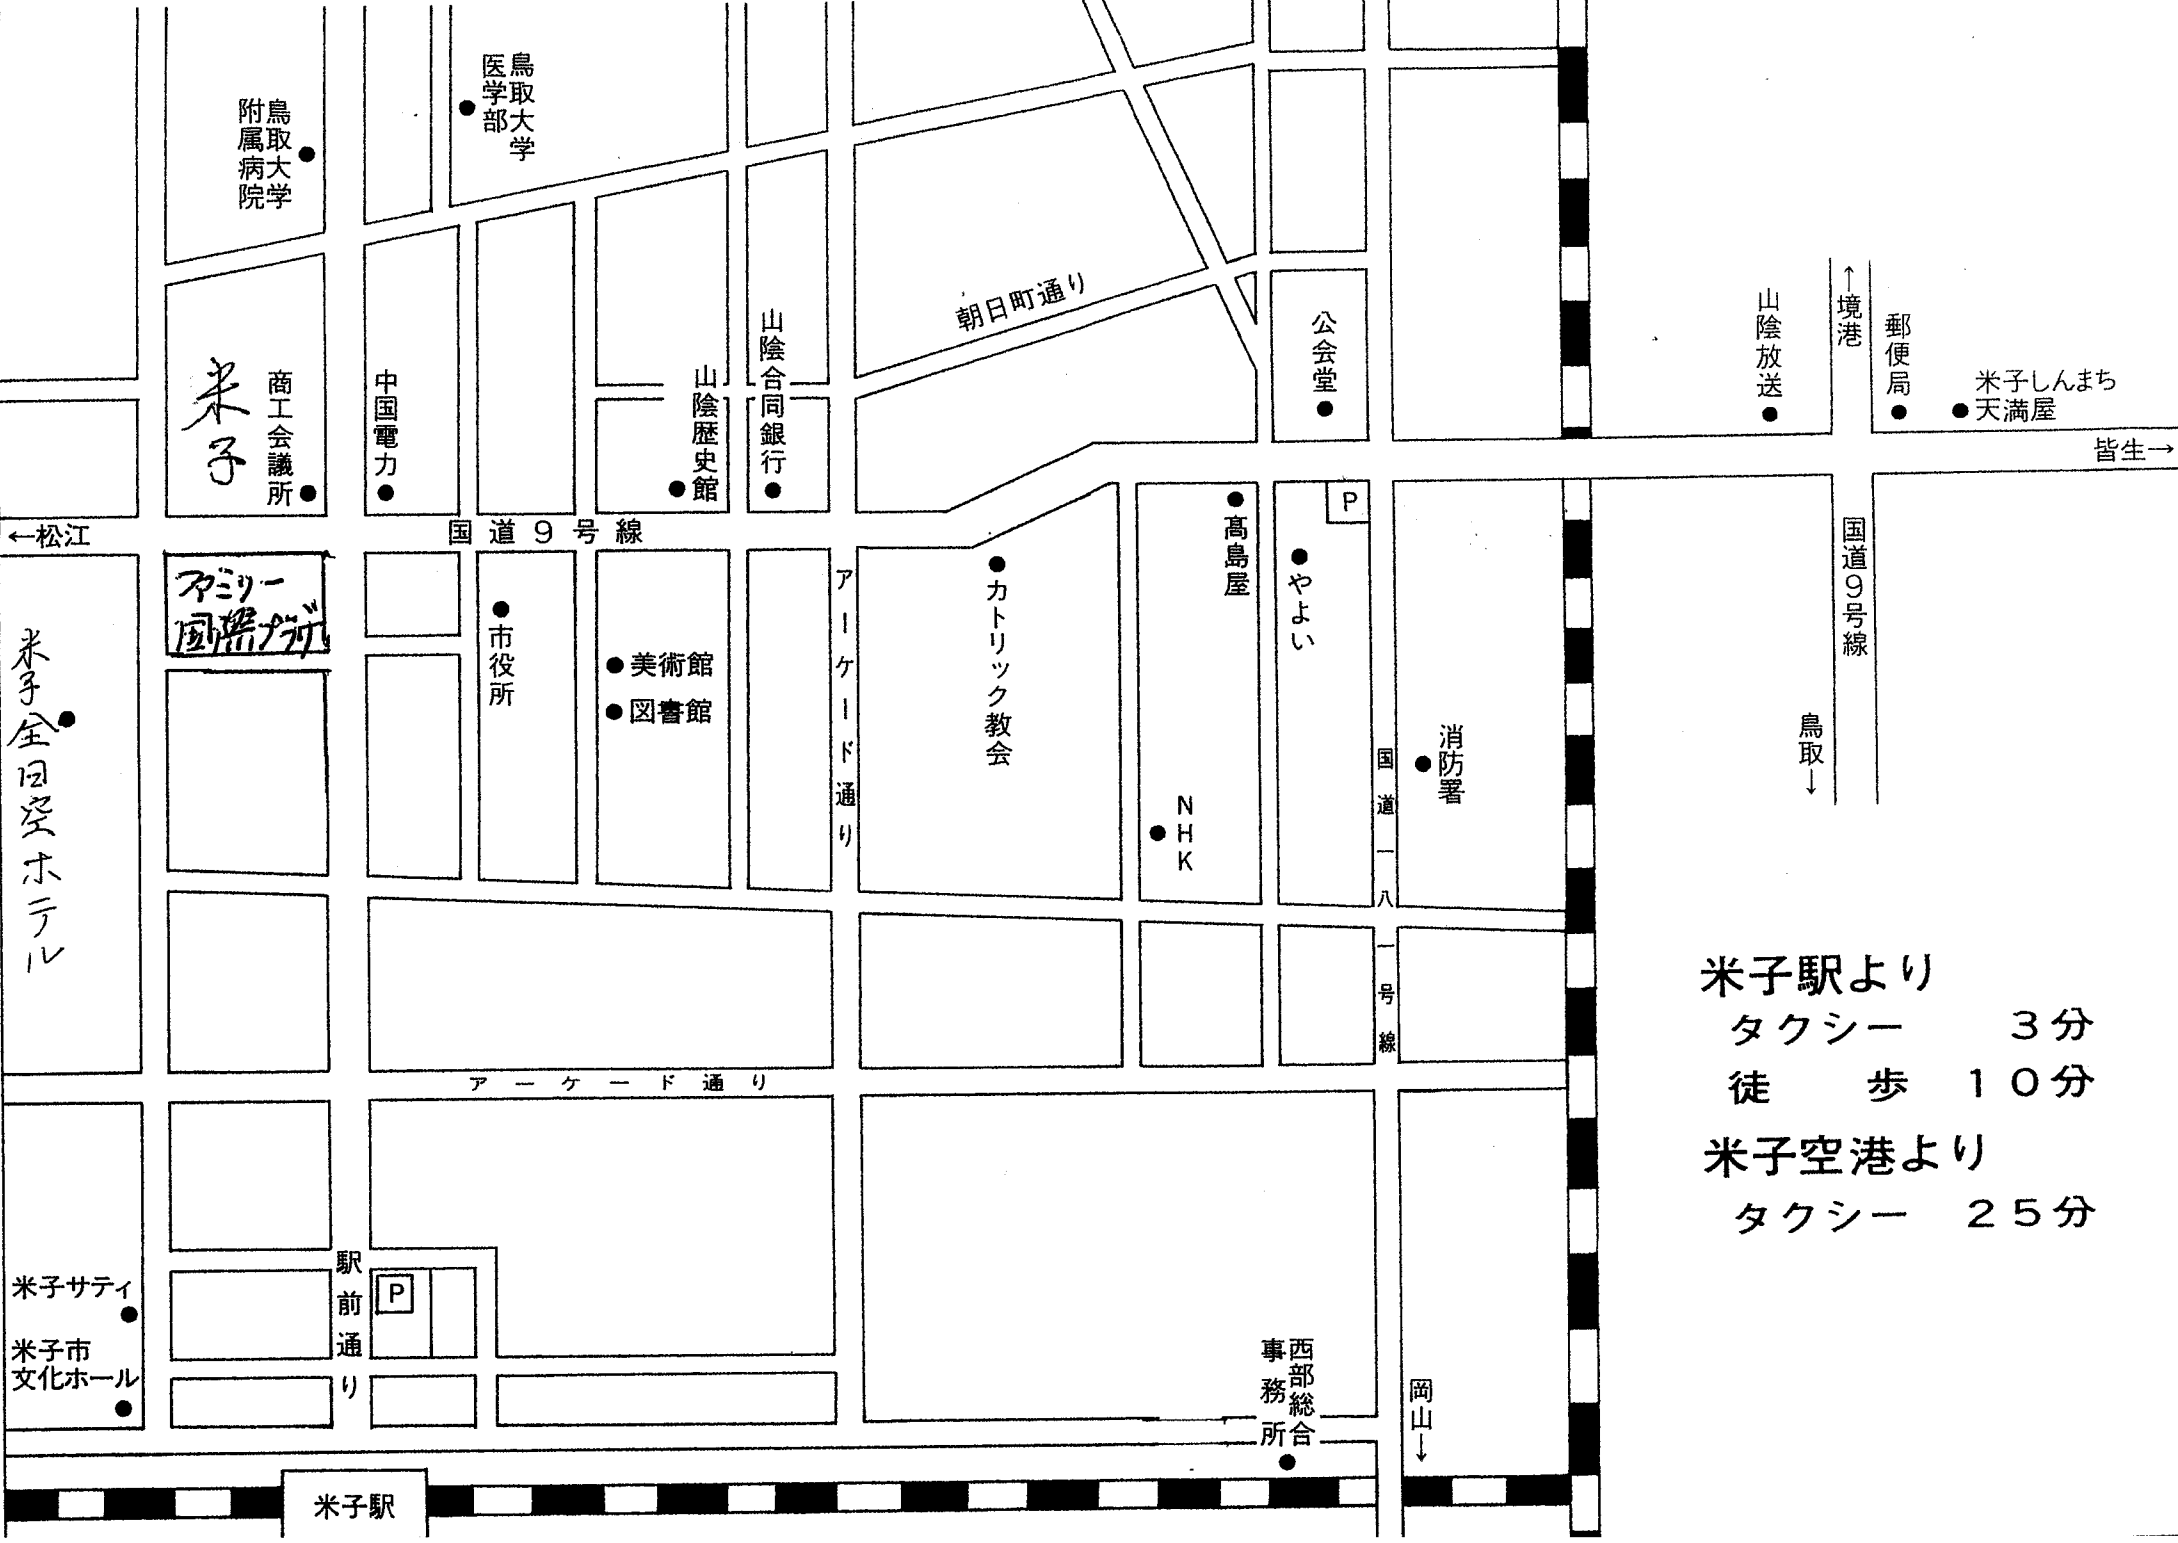 鳥取大学
医学部
鳥取大学
附属病院
米子
商工会議所
中国電力
山陰歴史館
山陰合同銀行
朝日町通り
公会堂
山陰放送
←境港
郵便局
米子しんまち
天満屋
皆生→
←松江
国道9号線
ファミリー
国際プラザ
米子全日空ホテル
市役所
美術館
図書館
アーケード通り
カトリック教会
髙島屋
やよい
P
NHK
国道一八一号線
消防署
国道9号線
鳥取→
米子駅より
タクシー 3分
徒歩 10分
米子空港より
タクシー 25分
アーケード通り
駅前通り
P
米子サティ
米子市
文化ホール
西部総合
事務所
岡山→
米子駅